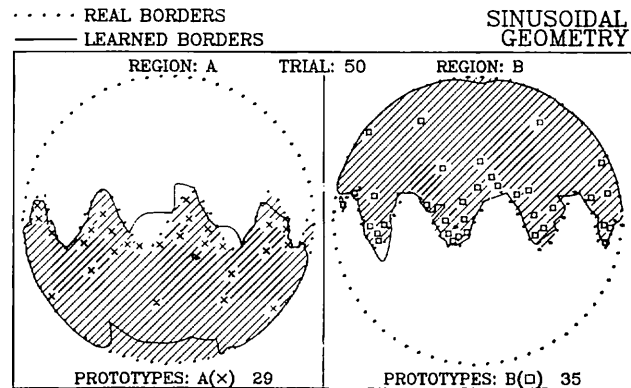 REAL BORDERS
LEARNED BORDERS
SINUSOIDAL
GEOMETRY
REGION: A TRIAL: 50 REGION: B
PROTOTYPES: A(×) 29
PROTOTYPES: B(□) 35